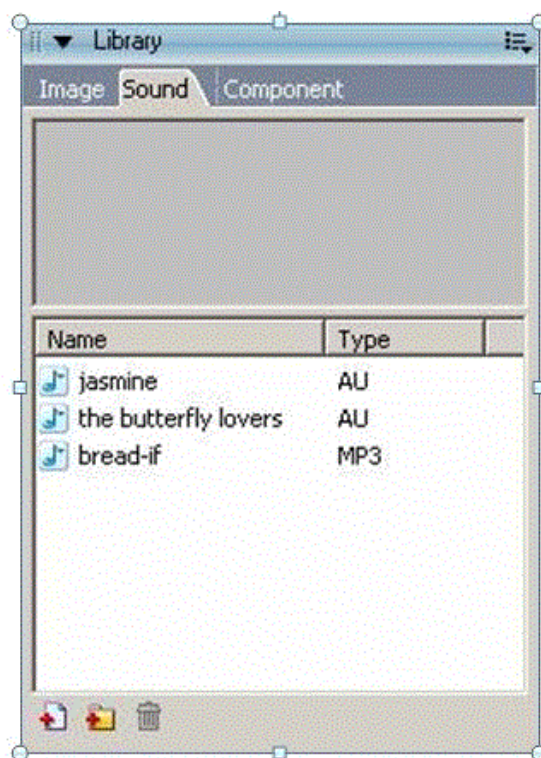 Library
Image Sound Component
Name Type
jasmine AU
the butterfly lovers AU
bread-if MP3